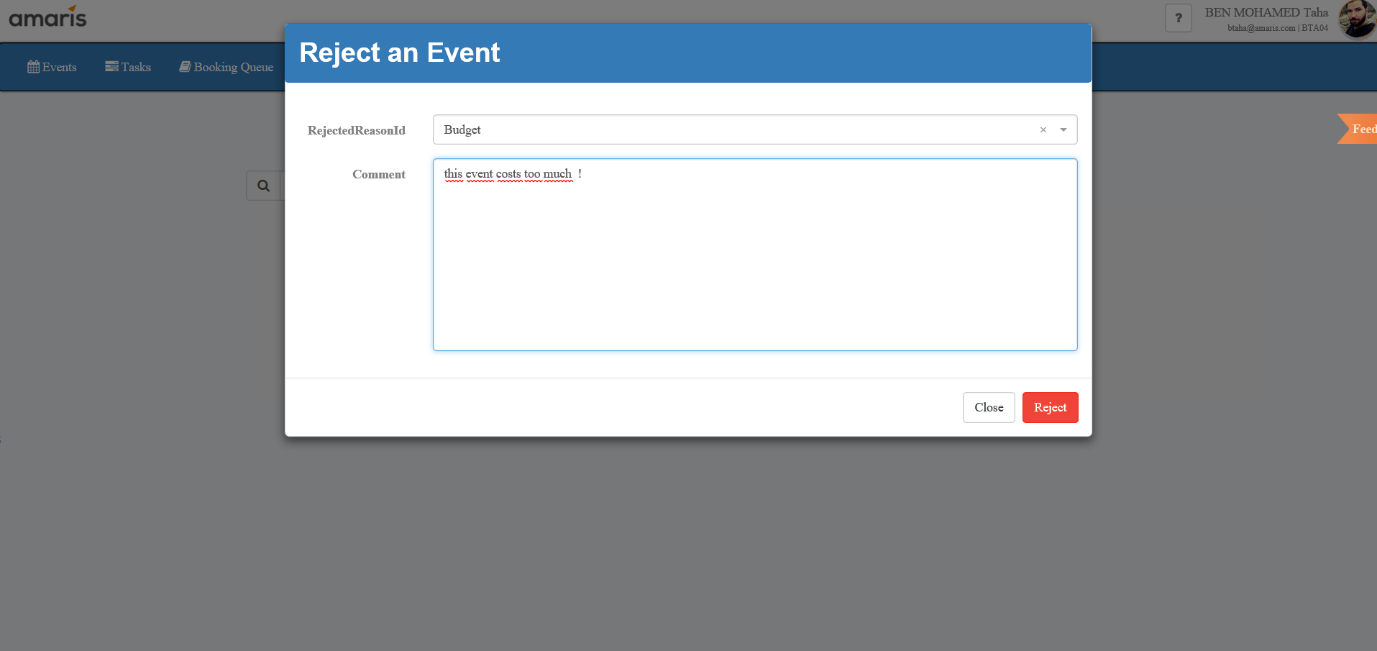 amaris
?
BEN MOHAMED Taha
btaha@amaris.com | BTA04
Events
Tasks
Booking Queue
Reject an Event
Feed
RejectedReasonId
Budget
×
Comment
this event costs too much  !
Close
Reject